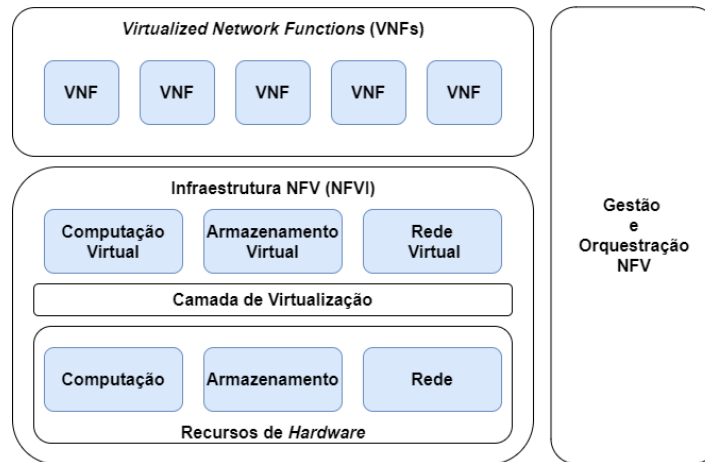 Virtualized Network Functions (VNFs)
VNF VNF VNF VNF VNF
Infraestrutura NFV (NFVI)
Computação
Virtual
Armazenamento
Virtual
Rede
Virtual
Camada de Virtualização
Computação Armazenamento Rede
Recursos de Hardware
Gestão
e
Orquestração
NFV